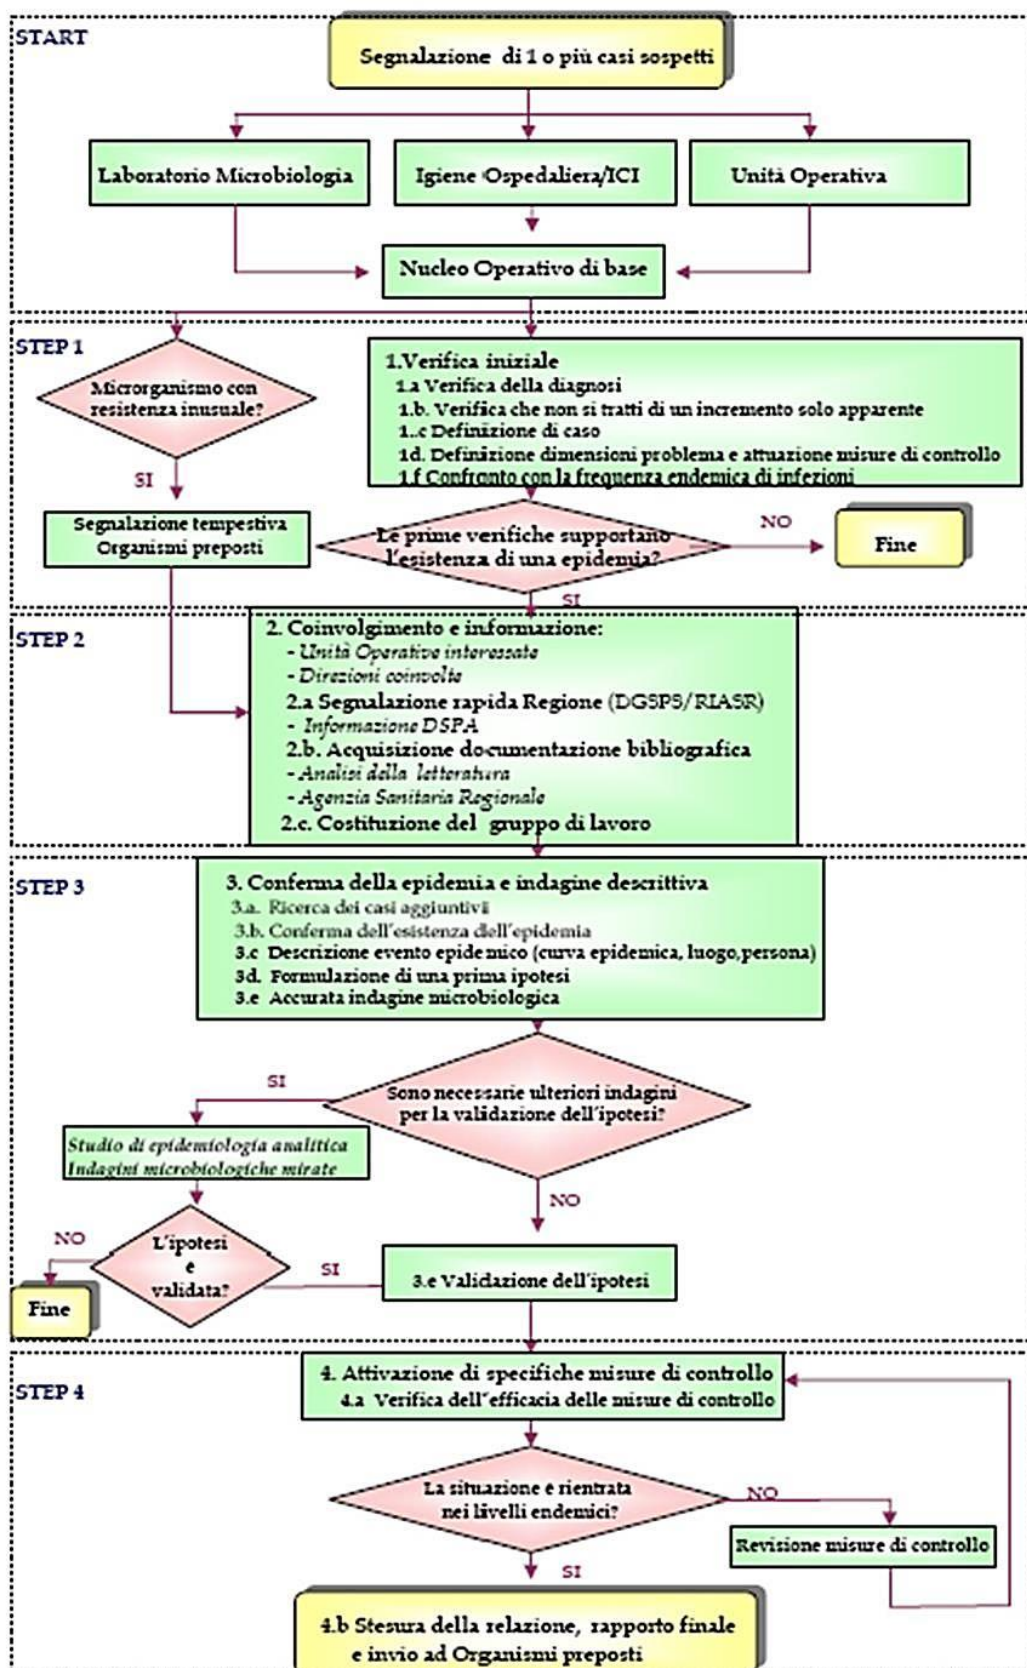 START
Segnalazione di 1 o più casi sospetti
Laboratorio Microbiologia
Igiene Ospedaliera/ICI
Unità Operativa
Nucleo Operativo di base
STEP 1
Microrganismo con
resistenza inusuale?
SI
Segnalazione tempestiva
Organismi preposti
1.Verifica iniziale
1.a Verifica della diagnosi
1.b. Verifica che non si tratti di un incremento solo apparente
1..c Definizione di caso
1d. Definizione dimensioni problema e attuazione misure di controllo
1.f Confronto con la frequenza endemica di infezioni
Le prime verifiche supportano
l'esistenza di una epidemia?
NO
Fine
SI
STEP 2
2. Coinvolgimento e informazione:
- Unità Operative interessate
- Direzioni coinvolte
2.a Segnalazione rapida Regione (DGSPS/RIASR)
- Informazione DSPA
2.b. Acquisizione documentazione bibliografica
- Analisi della letteratura
- Agenzia Sanitaria Regionale
2.c. Costituzione del gruppo di lavoro
STEP 3
3. Conferma della epidemia e indagine descrittiva
3.a. Ricerca dei casi aggiuntivi
3.b. Conferma dell'esistenza dell'epidemia
3.c Descrizione evento epidemico (curva epidemica, luogo,persona)
3d. Formulazione di una prima ipotesi
3.e Accurata indagine microbiologica
Sono necessarie ulteriori indagini
per la validazione dell'ipotesi?
SI
Studio di epidemiologia analitica
Indagini microbiologiche mirate
NO
L'ipotesi
e
validata?
NO
SI
Fine
3.e Validazione dell'ipotesi
STEP 4
4. Attivazione di specifiche misure di controllo
4.a Verifica dell'efficacia delle misure di controllo
La situazione e rientrata
nei livelli endemici?
NO
Revisione misure di controllo
SI
4.b Stesura della relazione, rapporto finale
e invio ad Organismi preposti